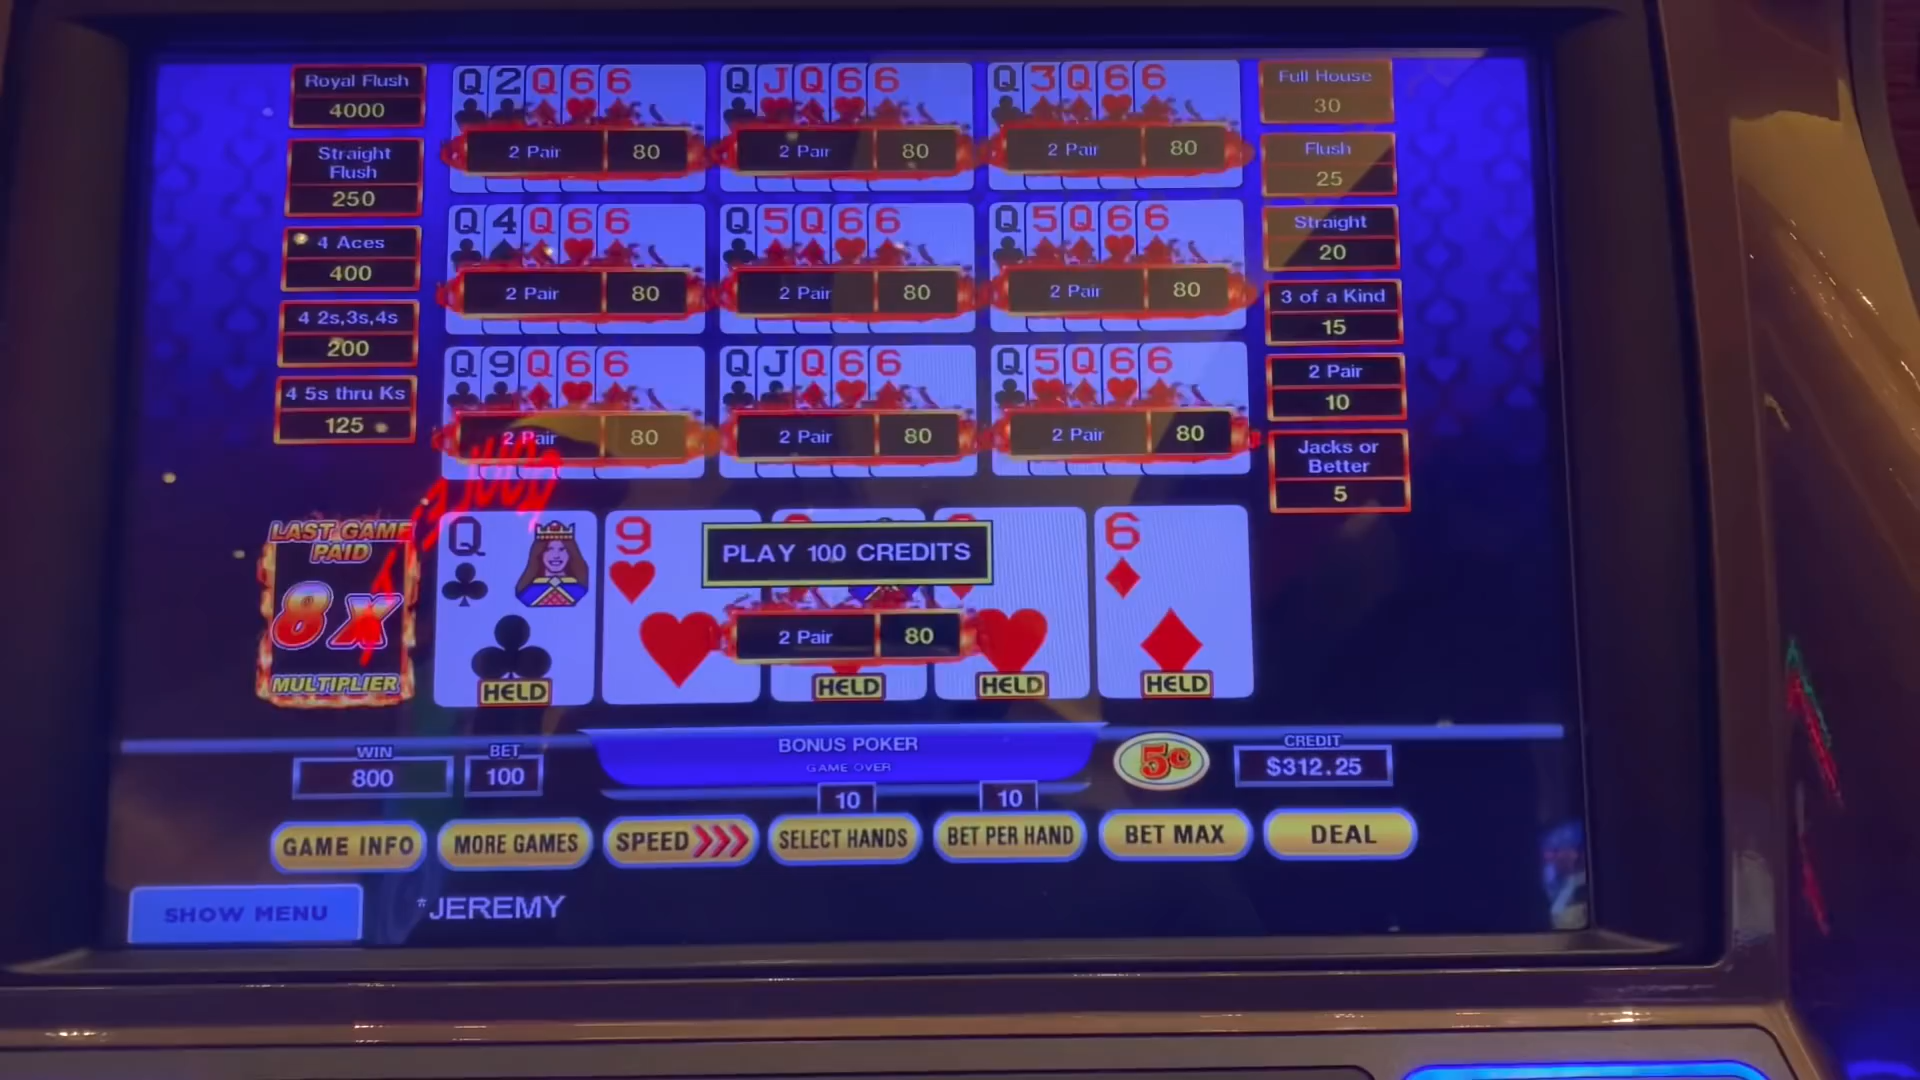 Royal Flush
4000
Straight
Flush
250
4 Aces
400
4 2s,3s,4s
200
4 5s thru Ks
125
Q 2 Q 6 6
2 Pair 80
Q J Q 6 6
2 Pair 80
Q 3 Q 6 6
2 Pair 80
Q 4 Q 6 6
2 Pair 80
Q 5 Q 6 6
2 Pair 80
Q 5 Q 6 6
2 Pair 80
Q 9 Q 6 6
2 Pair 80
Q J Q 6 6
2 Pair 80
Q 5 Q 6 6
2 Pair 80
Full House
30
Flush
25
Straight
20
3 of a Kind
15
2 Pair
10
Jacks or
Better
5
LAST GAME
PAID
8x
MULTIPLIER
Q 9 6
PLAY 100 CREDITS
2 Pair 80
HELD HELD HELD HELD
WIN
800
BET
100
BONUS POKER
GAME OVER
5¢
CREDIT
$312.25
10
10
GAME INFO
MORE GAMES
SPEED
SELECT HANDS
BET PER HAND
BET MAX
DEAL
SHOW MENU
*JEREMY